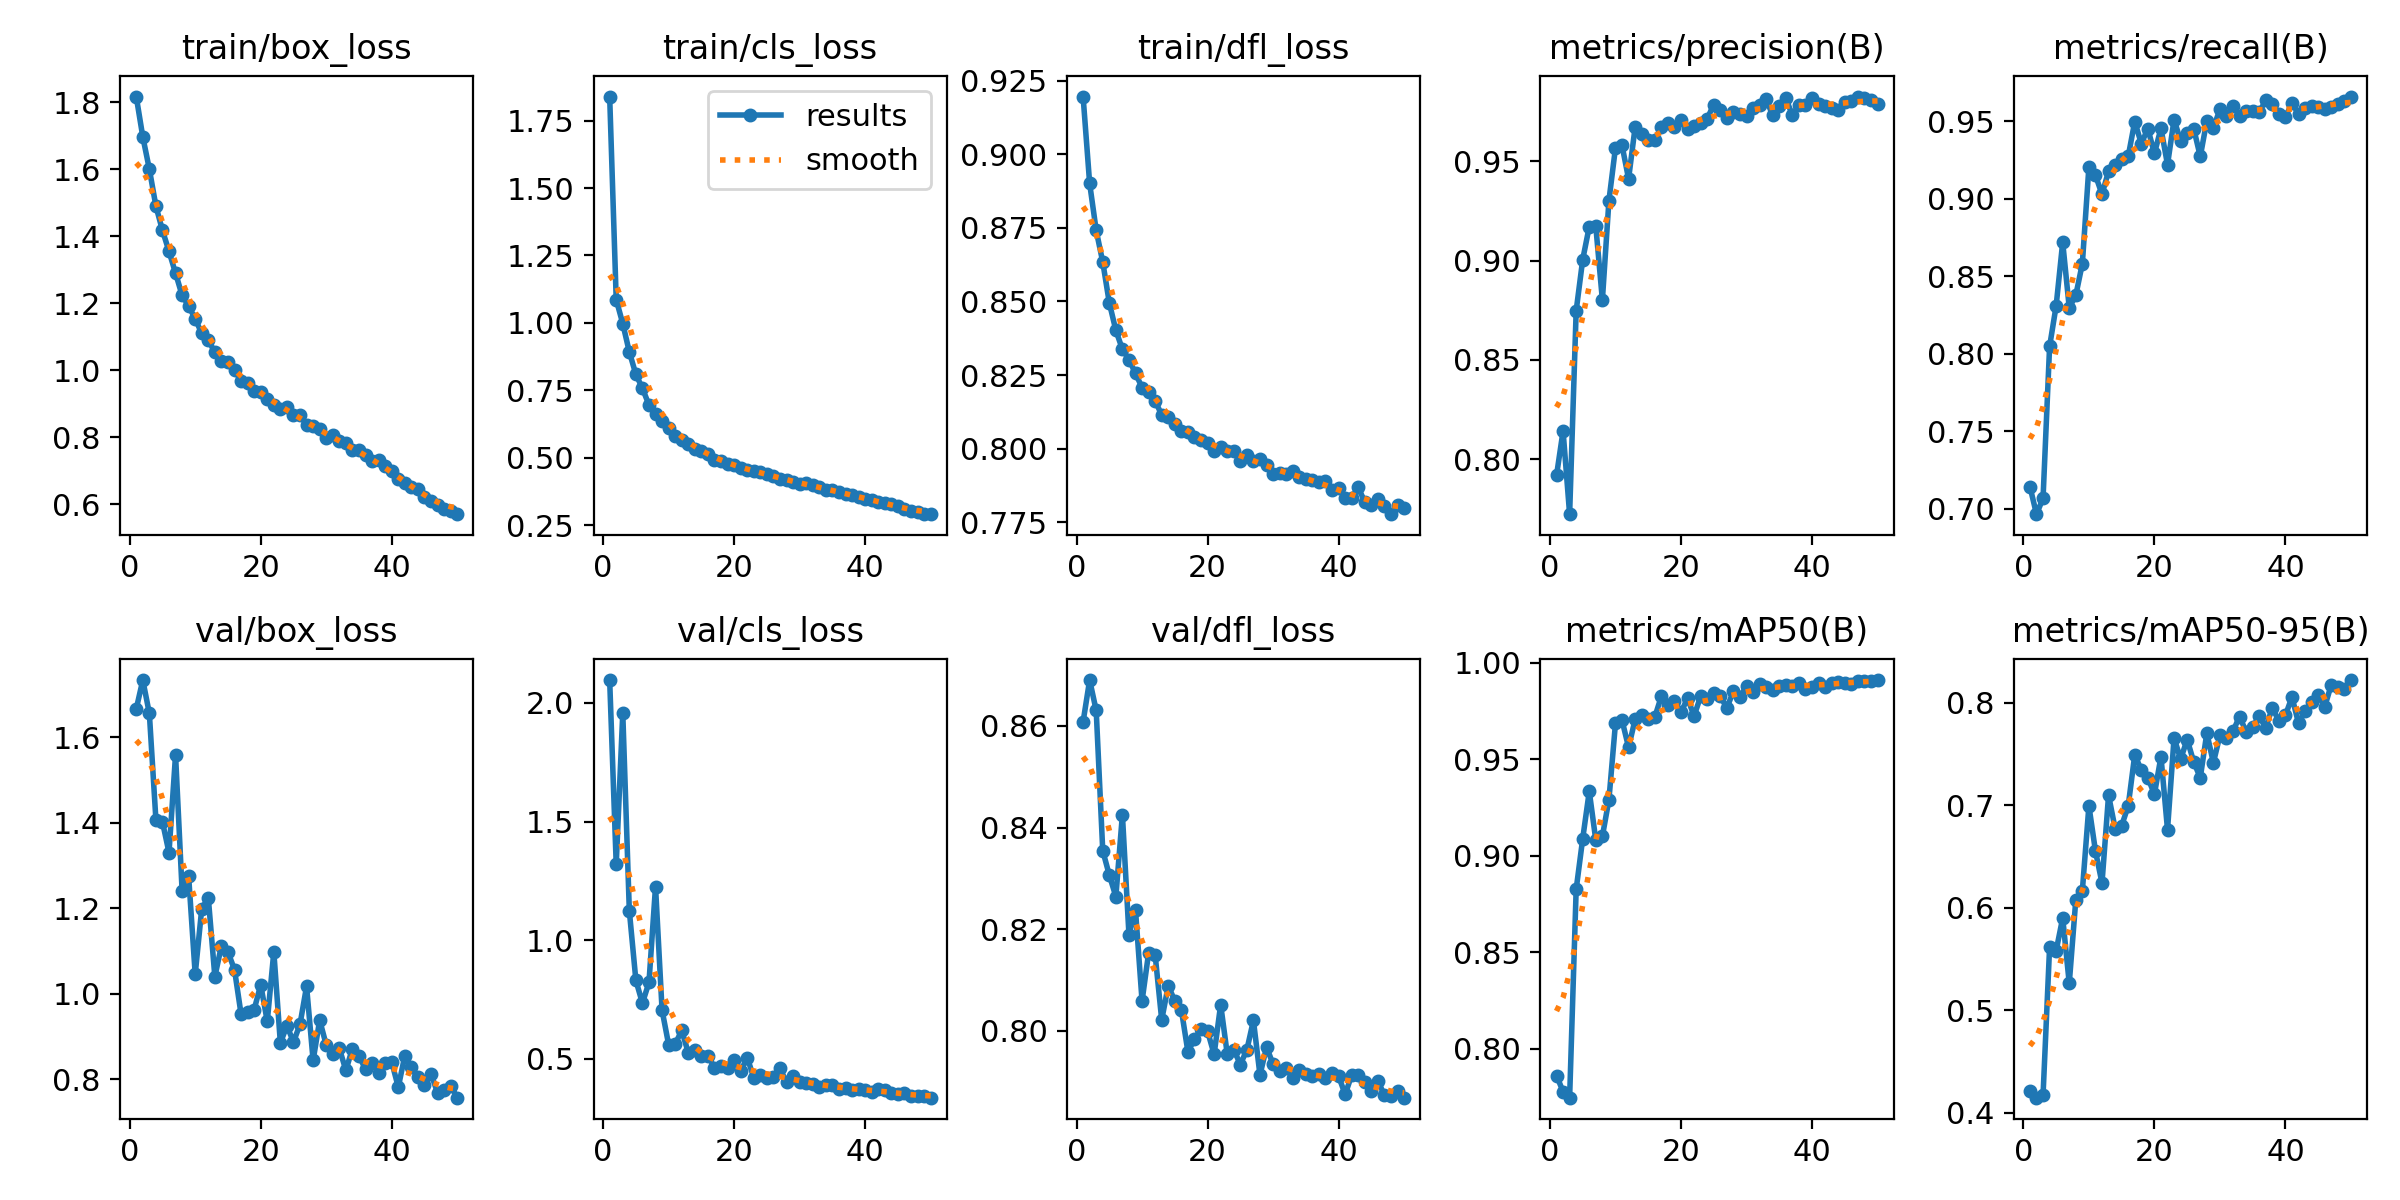 train/box_loss
1.8
1.6
1.4
1.2
1.0
0.8
0.6
0 20 40
train/cls_loss
results
smooth
1.75
1.50
1.25
1.00
0.75
0.50
0.25
0 20 40
train/dfl_loss
0.925
0.900
0.875
0.850
0.825
0.800
0.775
0 20 40
metrics/precision(B)
0.95
0.90
0.85
0.80
0 20 40
metrics/recall(B)
0.95
0.90
0.85
0.80
0.75
0.70
0 20 40
val/box_loss
1.6
1.4
1.2
1.0
0.8
0 20 40
val/cls_loss
2.0
1.5
1.0
0.5
0 20 40
val/dfl_loss
0.86
0.84
0.82
0.80
0 20 40
metrics/mAP50(B)
1.00
0.95
0.90
0.85
0.80
0 20 40
metrics/mAP50-95(B)
0.8
0.7
0.6
0.5
0.4
0 20 40